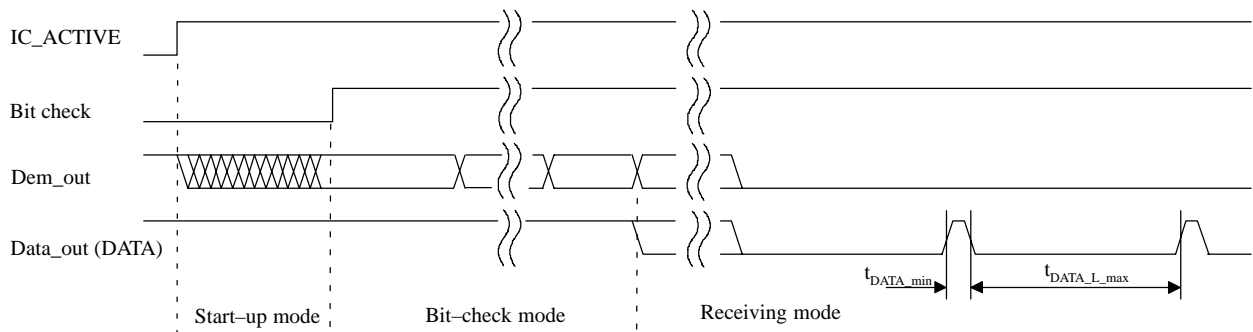 IC_ACTIVE
Bit check
Dem_out
Data_out (DATA)
tDATA_min
tDATA_L_max
Start–up mode
Bit–check mode
Receiving mode